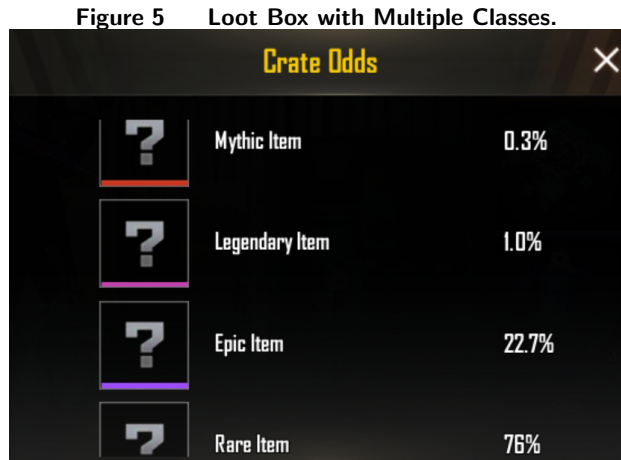 Figure 5 Loot Box with Multiple Classes.
Crate Odds
Mythic Item 0.3%
Legendary Item 1.0%
Epic Item 22.7%
Rare Item 76%